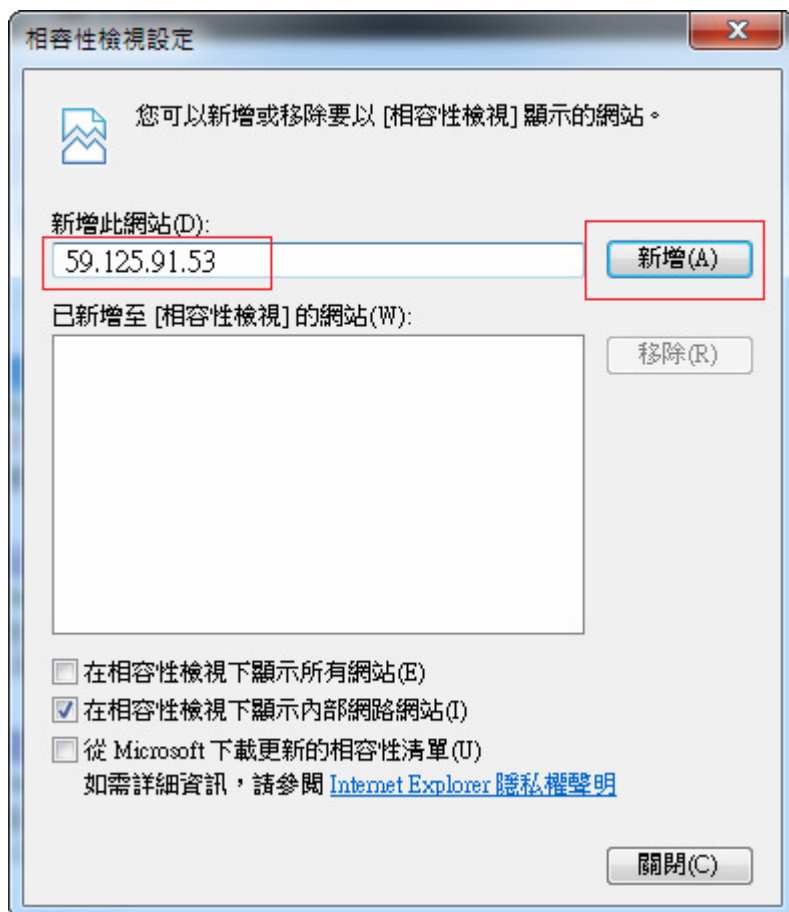 相容性檢視設定
您可以新增或移除要以 [相容性檢視] 顯示的網站。
新增此網站(D):
59.125.91.53
新增(A)
已新增至 [相容性檢視] 的網站(W):
移除(R)
在相容性檢視下顯示所有網站(E)
在相容性檢視下顯示內部網路網站(I)
從 Microsoft 下載更新的相容性清單(U)
如需詳細資訊，請參閱 Internet Explorer 隱私權聲明
關閉(C)